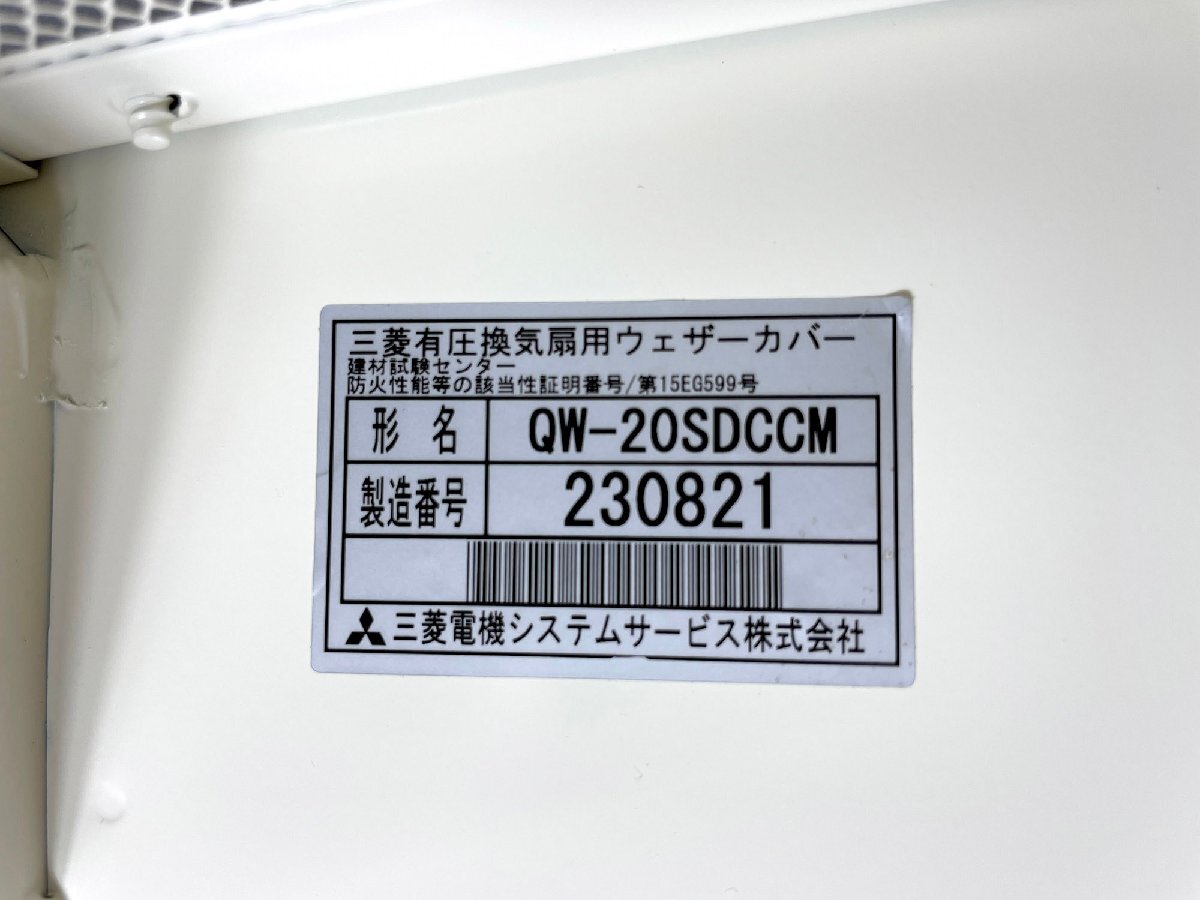 三菱有圧換気扇用ウェザーカバー
建材試験センター
防火性能等の該当性証明番号/第15EG599号
形 名 QW-20SDCCM
製造番号 230821
三菱電機システムサービス株式会社